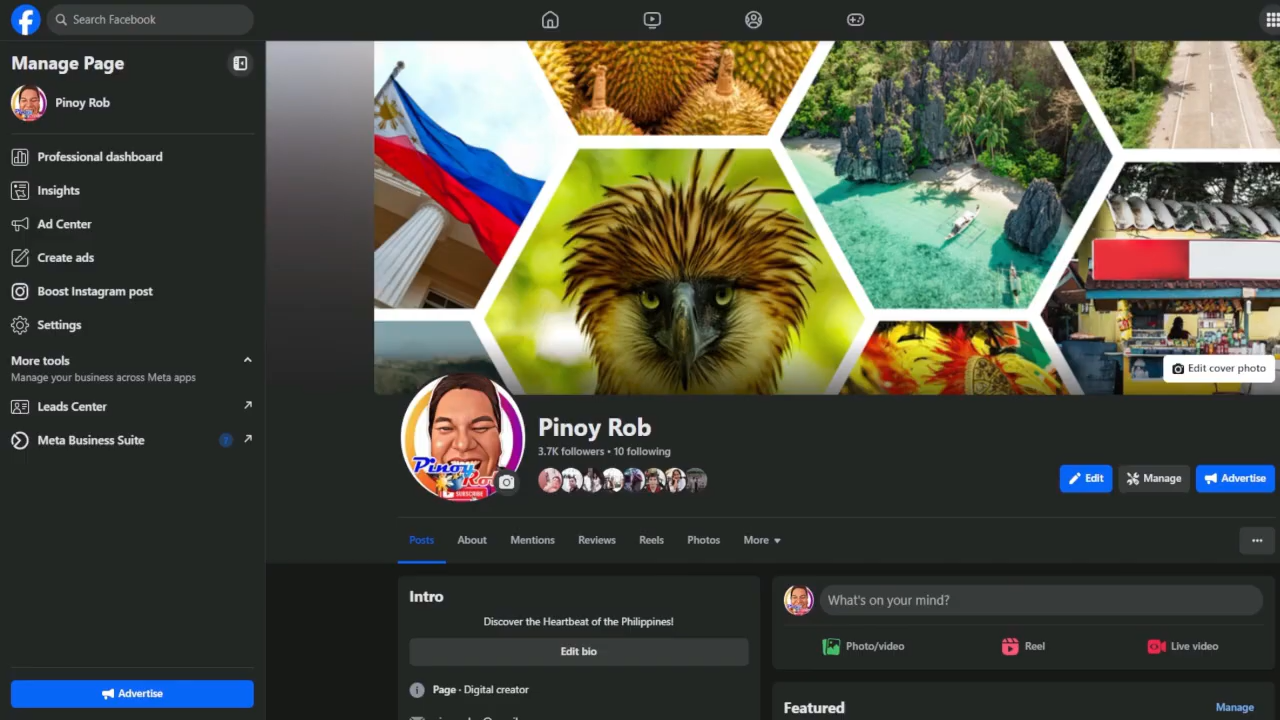 Search Facebook
Manage Page
Pinoy Rob
Professional dashboard
Insights
Ad Center
Create ads
Boost Instagram post
Settings
More tools
Manage your business across Meta apps
Leads Center
Meta Business Suite
Advertise
Edit cover photo
Pinoy
Rob
SUBSCRIBE
Pinoy Rob
3.7K followers • 10 following
Edit
Manage
Advertise
Posts
About
Mentions
Reviews
Reels
Photos
More
Intro
Discover the Heartbeat of the Philippines!
Edit bio
Page · Digital creator
What's on your mind?
Photo/video
Reel
Live video
Featured
Manage